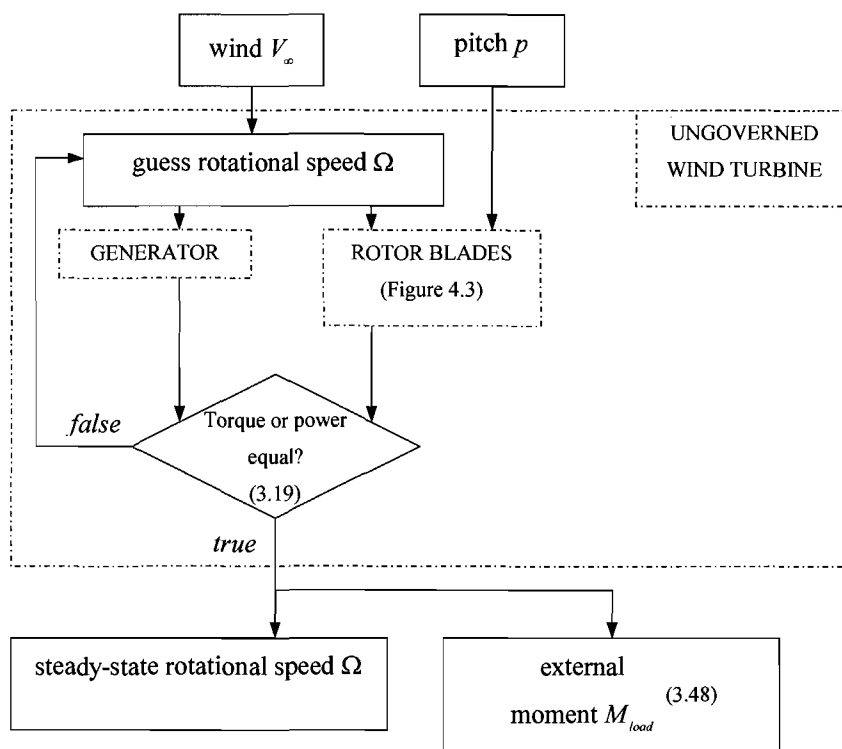 wind V∞
pitch p
UNGOVERNED
WIND TURBINE
guess rotational speed Ω
GENERATOR
ROTOR BLADES
(Figure 4.3)
false
Torque or power
equal?
(3.19)
true
steady-state rotational speed Ω
external
moment M_load (3.48)